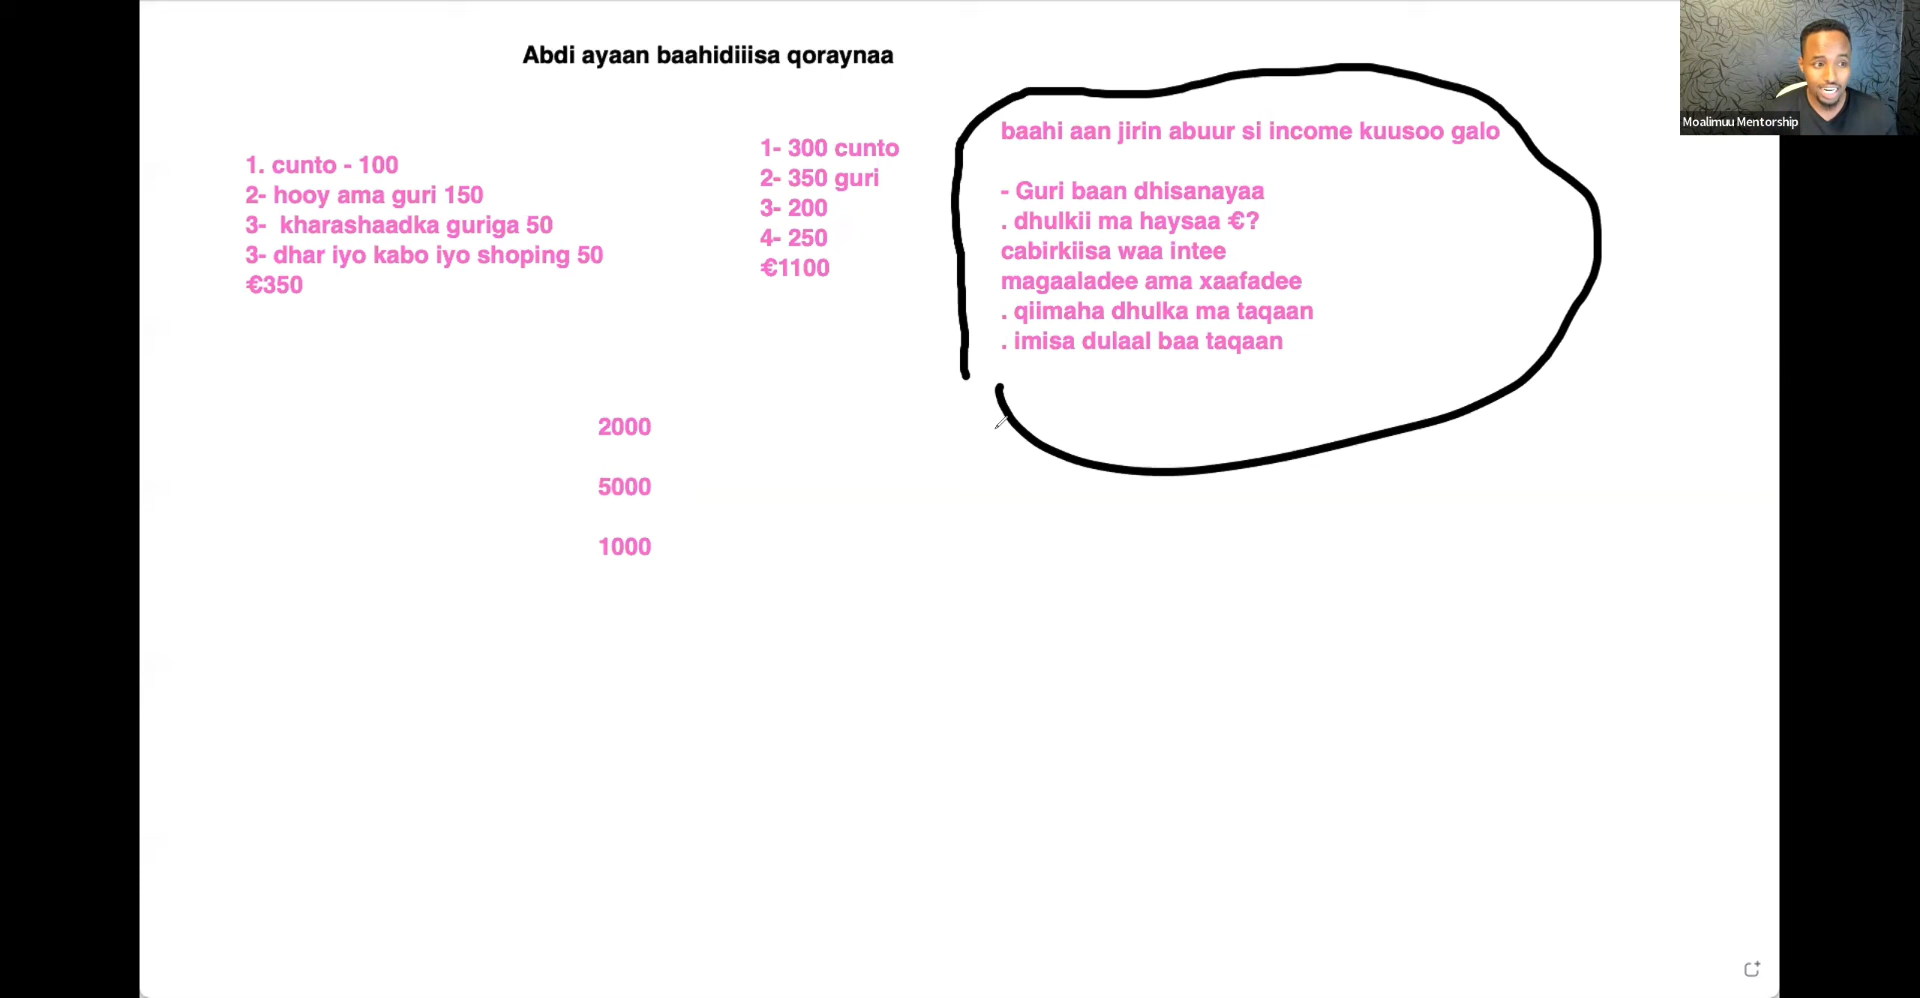 Abdi ayaan baahidiiisa qoraynaa
1. cunto - 100
2- hooy ama guri 150
3-  kharashaadka guriga 50
3- dhar iyo kabo iyo shoping 50
€350
1- 300 cunto
2- 350 guri
3- 200
4- 250
€1100
baahi aan jirin abuur si income kuusoo galo
- Guri baan dhisanayaa
. dhulkii ma haysaa €?
cabirkiisa waa intee
magaaladee ama xaafadee
. qiimaha dhulka ma taqaan
. imisa dulaal baa taqaan
2000
5000
1000
Moalimuu Mentorship